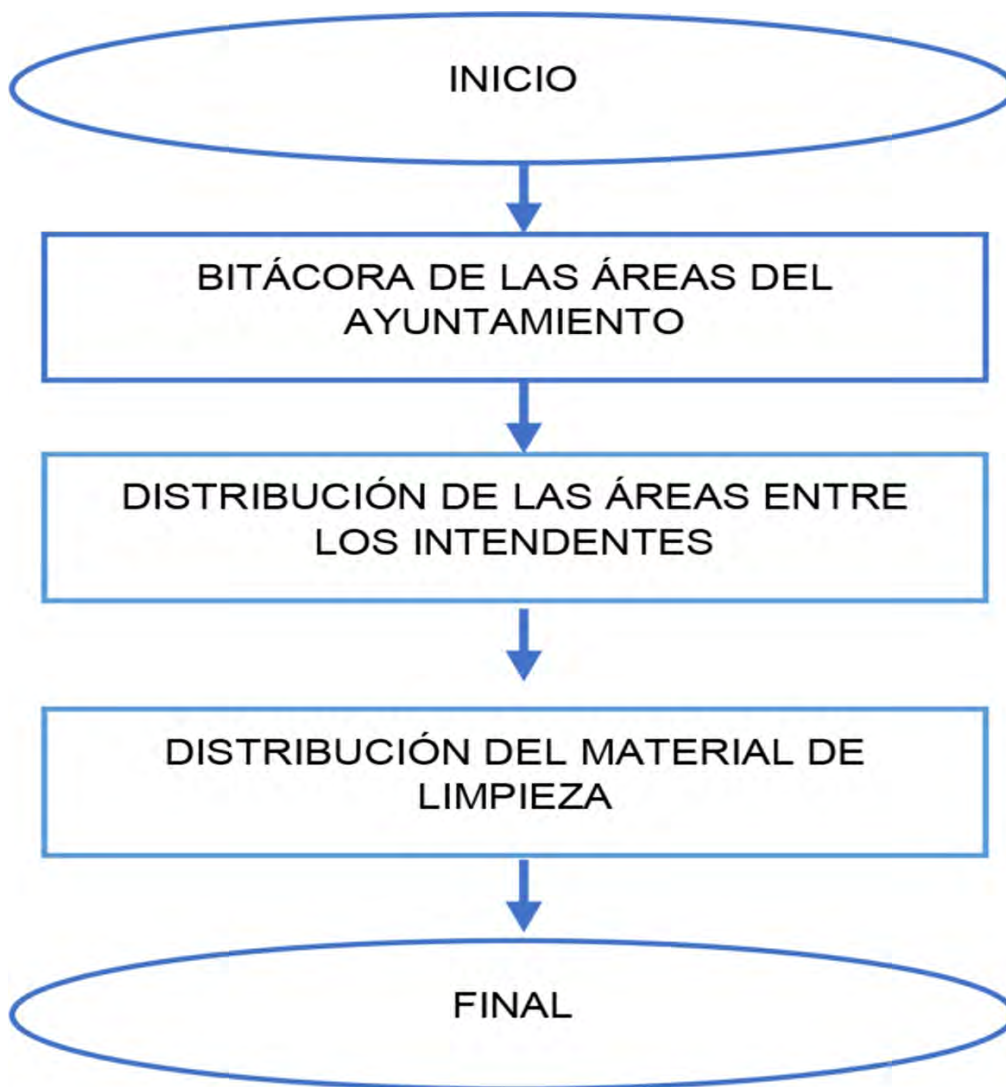 INICIO
BITÁCORA DE LAS ÁREAS DEL
AYUNTAMIENTO
DISTRIBUCIÓN DE LAS ÁREAS ENTRE
LOS INTENDENTES
DISTRIBUCIÓN DEL MATERIAL DE
LIMPIEZA
FINAL